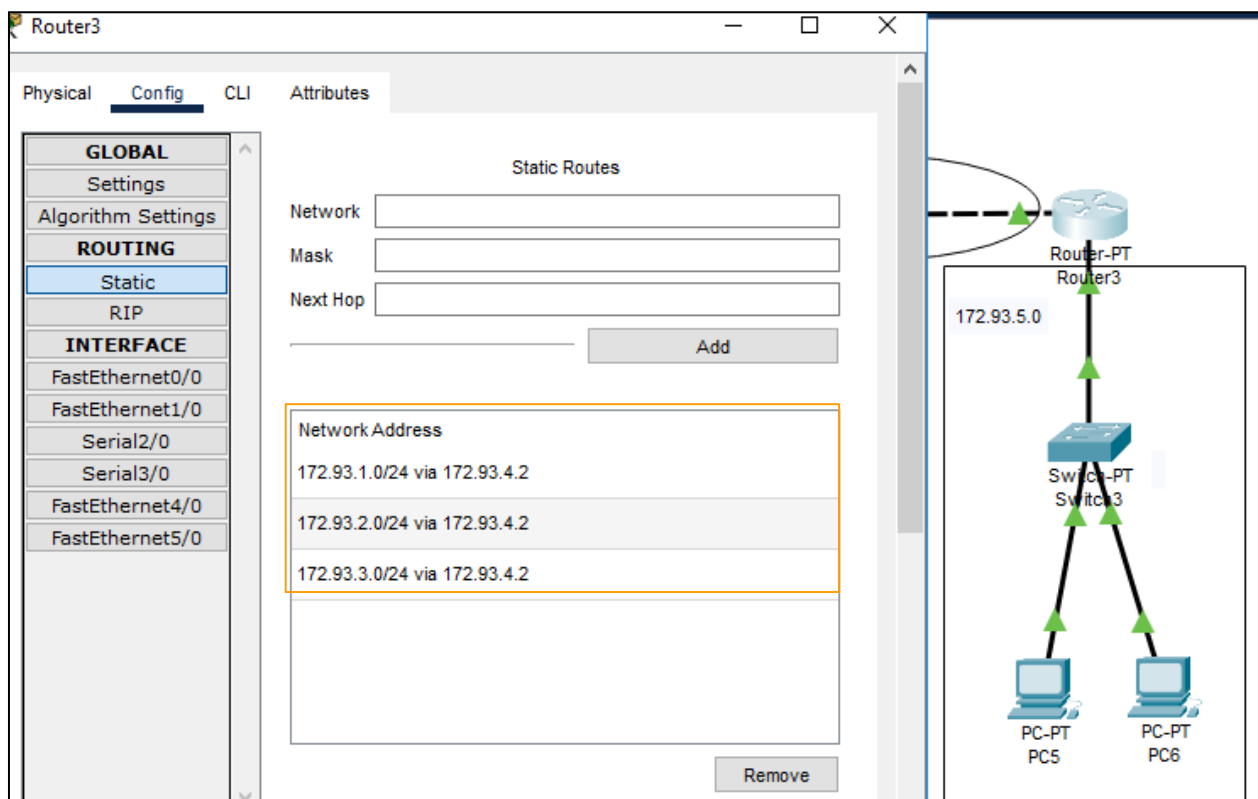 Router3
Physical Config CLI Attributes
GLOBAL
Settings
Algorithm Settings
ROUTING
Static
RIP
INTERFACE
FastEthernet0/0
FastEthernet1/0
Serial2/0
Serial3/0
FastEthernet4/0
FastEthernet5/0
Static Routes
Network
Mask
Next Hop
Add
Network Address
172.93.1.0/24 via 172.93.4.2
172.93.2.0/24 via 172.93.4.2
172.93.3.0/24 via 172.93.4.2
Remove
Router-PT
Router3
172.93.5.0
Switch-PT
Switch3
PC-PT
PC5
PC-PT
PC6